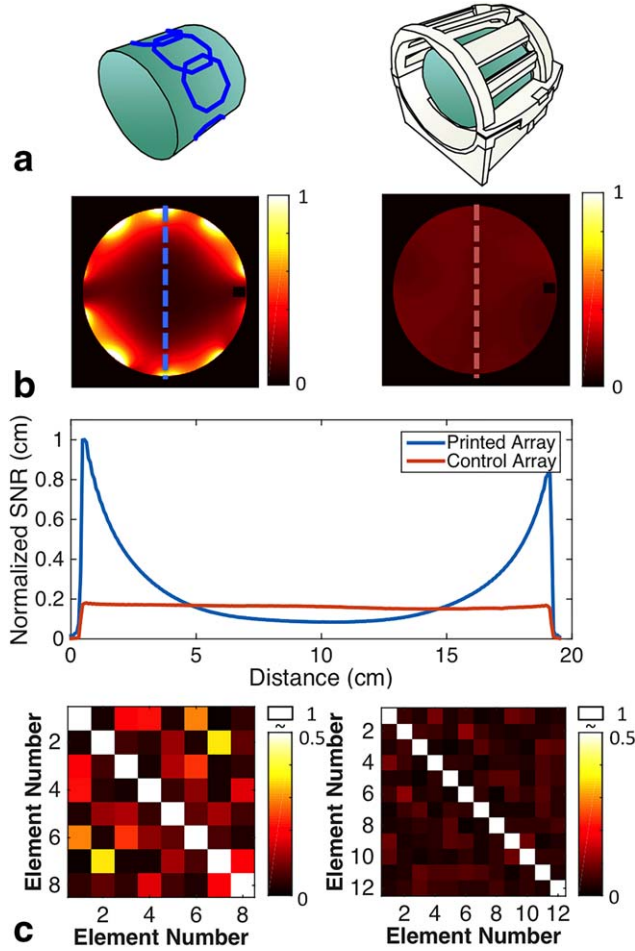 a
1
0
1
0
b
Normalized SNR (cm)
1
0.8
0.6
0.4
0.2
0
Printed Array
Control Array
0 5 10 15 20
Distance (cm)
Element Number
2
4
6
8
2 4 6 8
Element Number
1
~
0.5
0
Element Number
2
4
6
8
10
12
2 4 6 8 10 12
Element Number
1
~
0.5
0
c